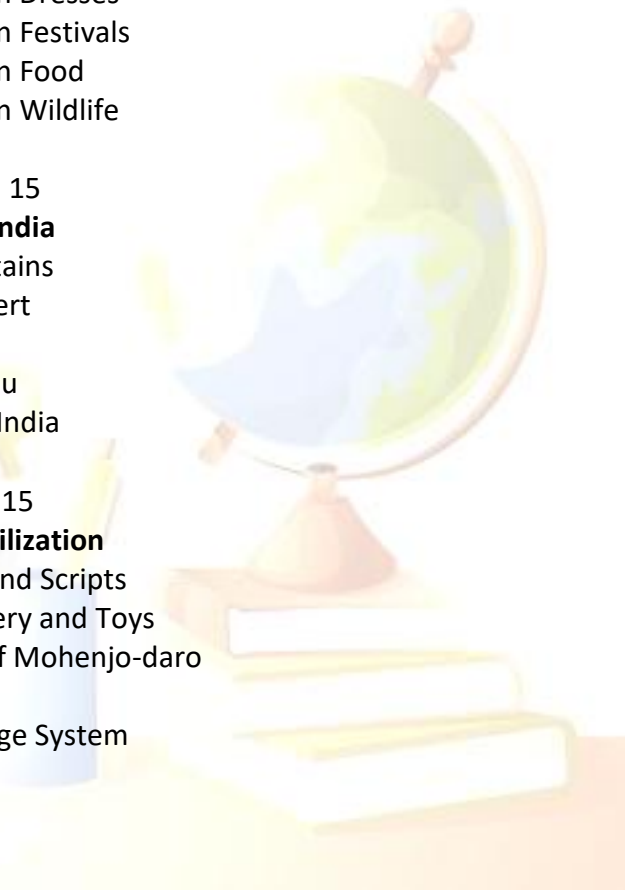 n Dresses
n Festivals
n Food
n Wildlife
15
ndia
tains
ert
u
India
15
ilization
nd Scripts
ery and Toys
f Mohenjo-daro
ge System